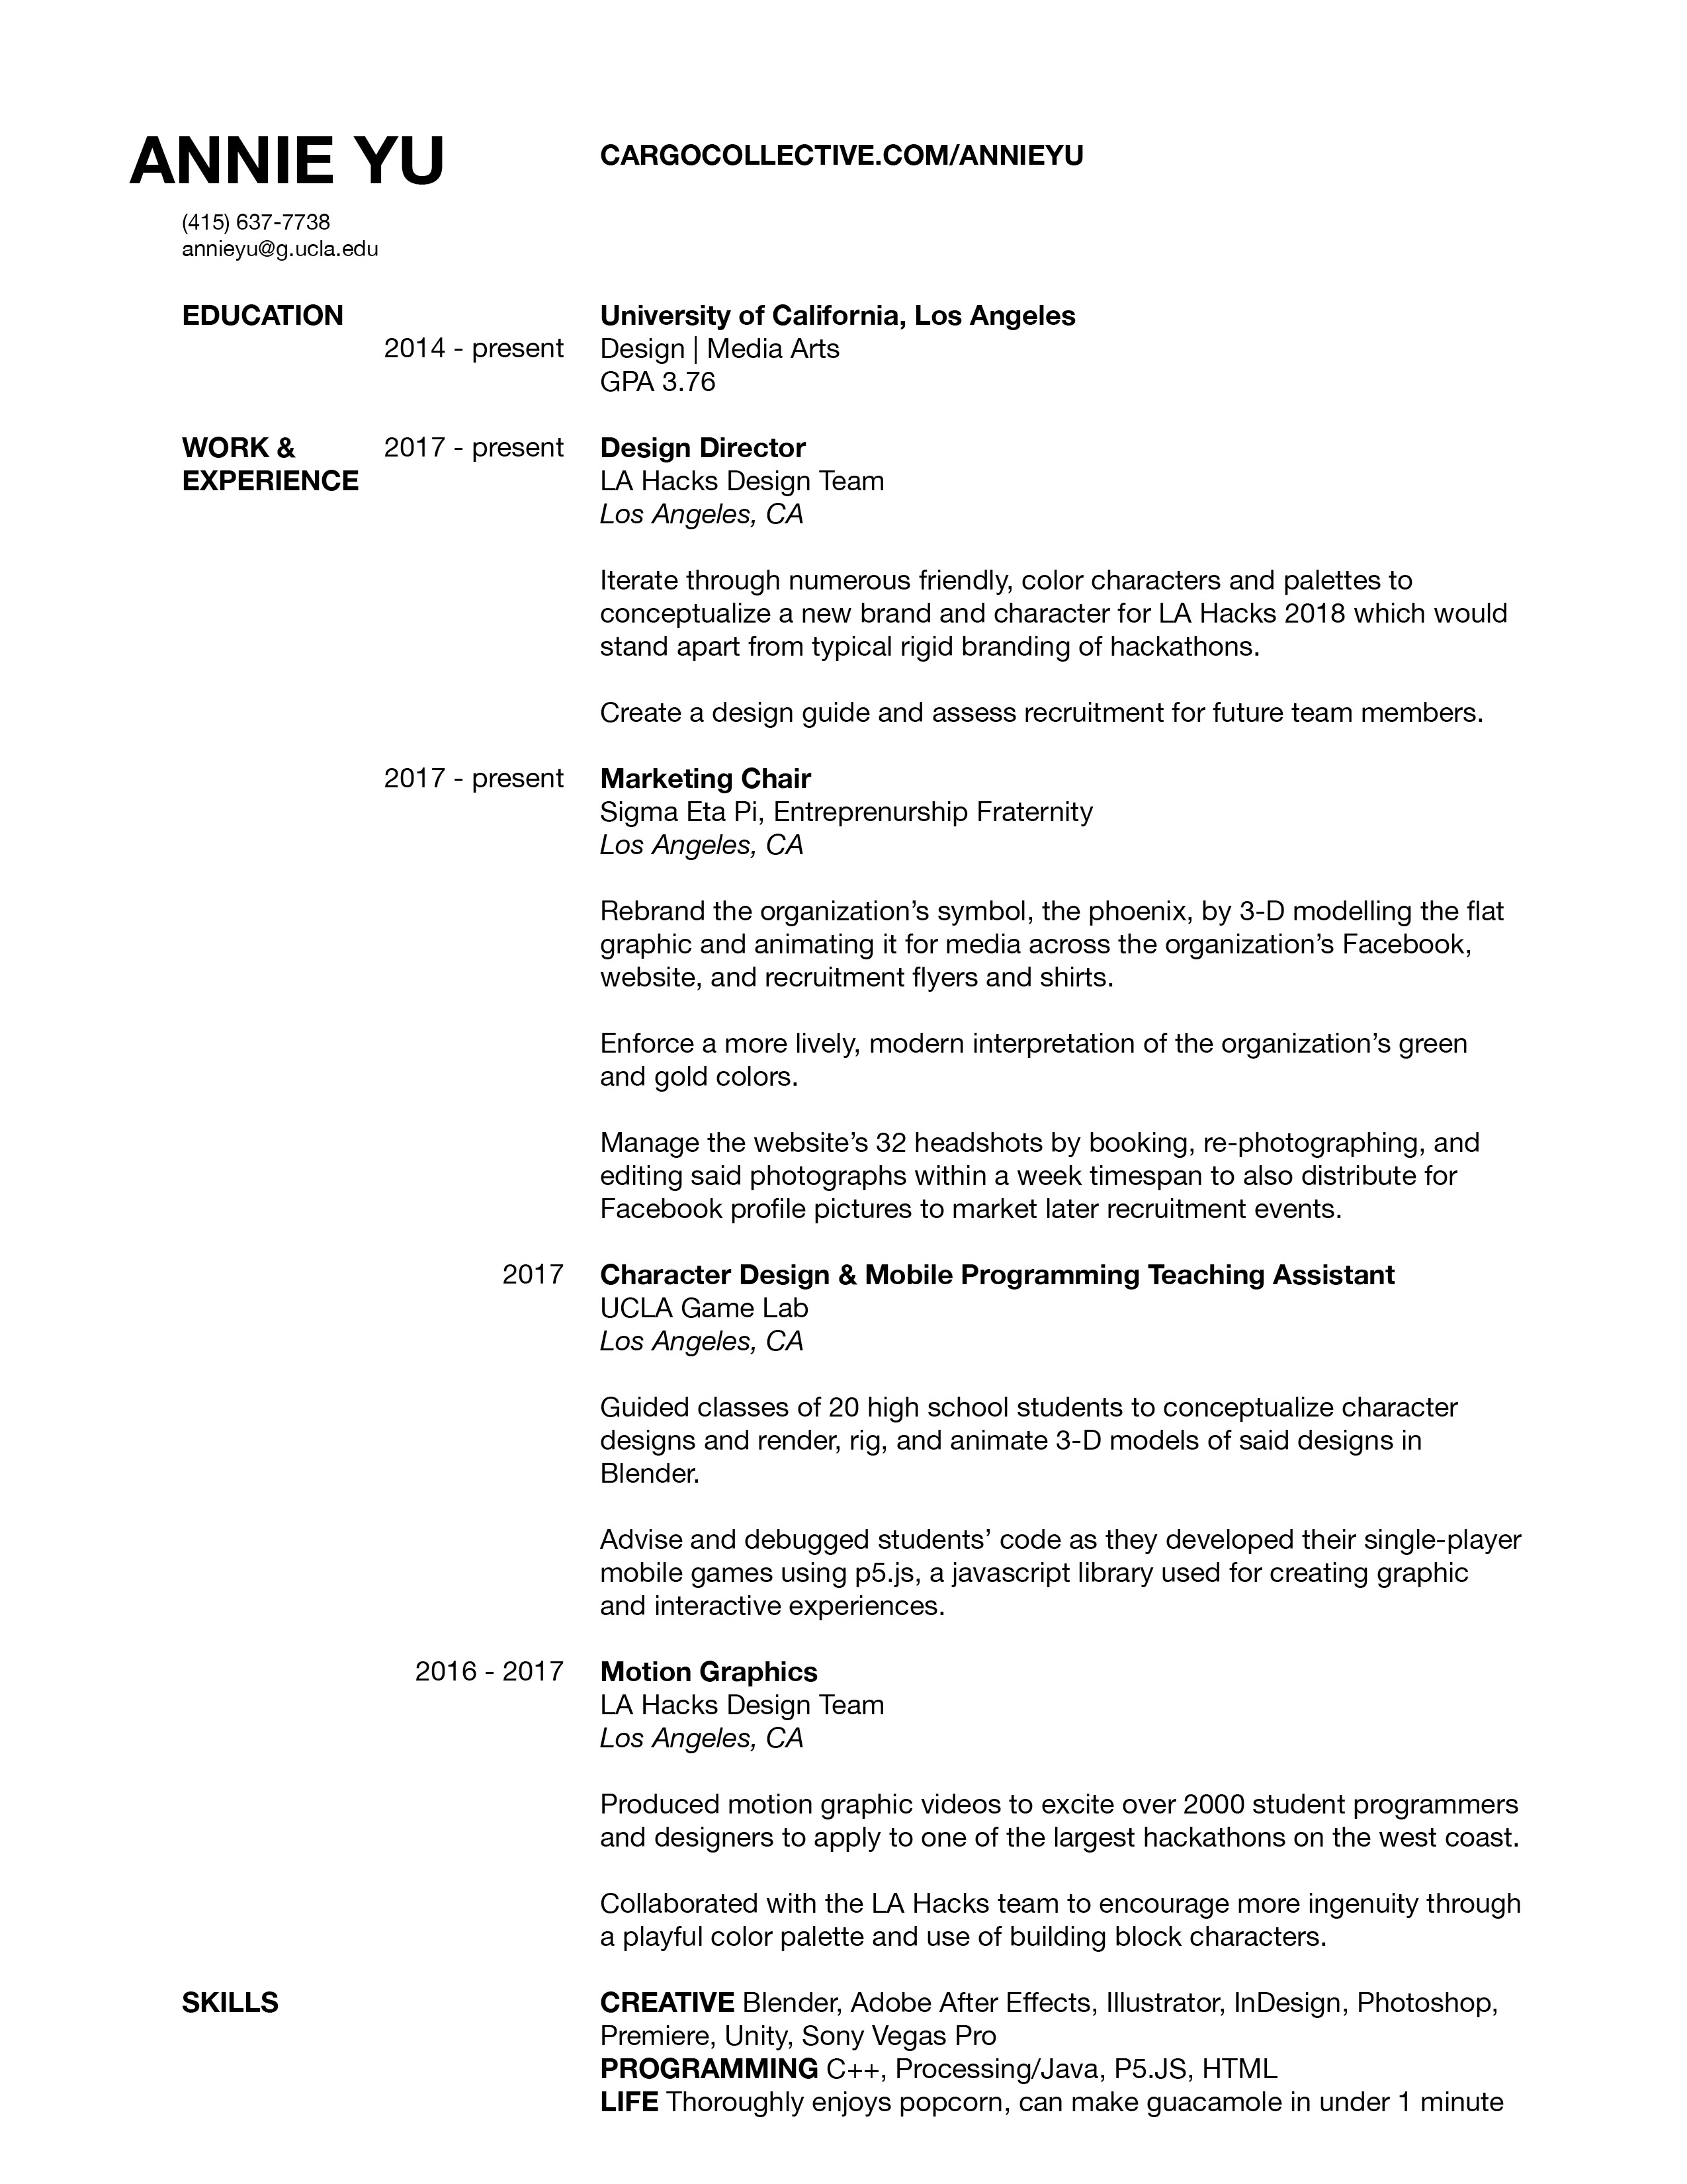 ANNIE YU
CARGOCOLLECTIVE.COM/ANNIEYU
(415) 637-7738
annieyu@g.ucla.edu
EDUCATION
University of California, Los Angeles
2014 - present
Design | Media Arts
GPA 3.76
WORK &
EXPERIENCE
2017 - present
Design Director
LA Hacks Design Team
Los Angeles, CA
Iterate through numerous friendly, color characters and palettes to
conceptualize a new brand and character for LA Hacks 2018 which would
stand apart from typical rigid branding of hackathons.
Create a design guide and assess recruitment for future team members.
2017 - present
Marketing Chair
Sigma Eta Pi, Entreprenurship Fraternity
Los Angeles, CA
Rebrand the organization’s symbol, the phoenix, by 3-D modelling the flat
graphic and animating it for media across the organization’s Facebook,
website, and recruitment flyers and shirts.
Enforce a more lively, modern interpretation of the organization’s green
and gold colors.
Manage the website’s 32 headshots by booking, re-photographing, and
editing said photographs within a week timespan to also distribute for
Facebook profile pictures to market later recruitment events.
2017
Character Design & Mobile Programming Teaching Assistant
UCLA Game Lab
Los Angeles, CA
Guided classes of 20 high school students to conceptualize character
designs and render, rig, and animate 3-D models of said designs in
Blender.
Advise and debugged students’ code as they developed their single-player
mobile games using p5.js, a javascript library used for creating graphic
and interactive experiences.
2016 - 2017
Motion Graphics
LA Hacks Design Team
Los Angeles, CA
Produced motion graphic videos to excite over 2000 student programmers
and designers to apply to one of the largest hackathons on the west coast.
Collaborated with the LA Hacks team to encourage more ingenuity through
a playful color palette and use of building block characters.
SKILLS
CREATIVE Blender, Adobe After Effects, Illustrator, InDesign, Photoshop,
Premiere, Unity, Sony Vegas Pro
PROGRAMMING C++, Processing/Java, P5.JS, HTML
LIFE Thoroughly enjoys popcorn, can make guacamole in under 1 minute